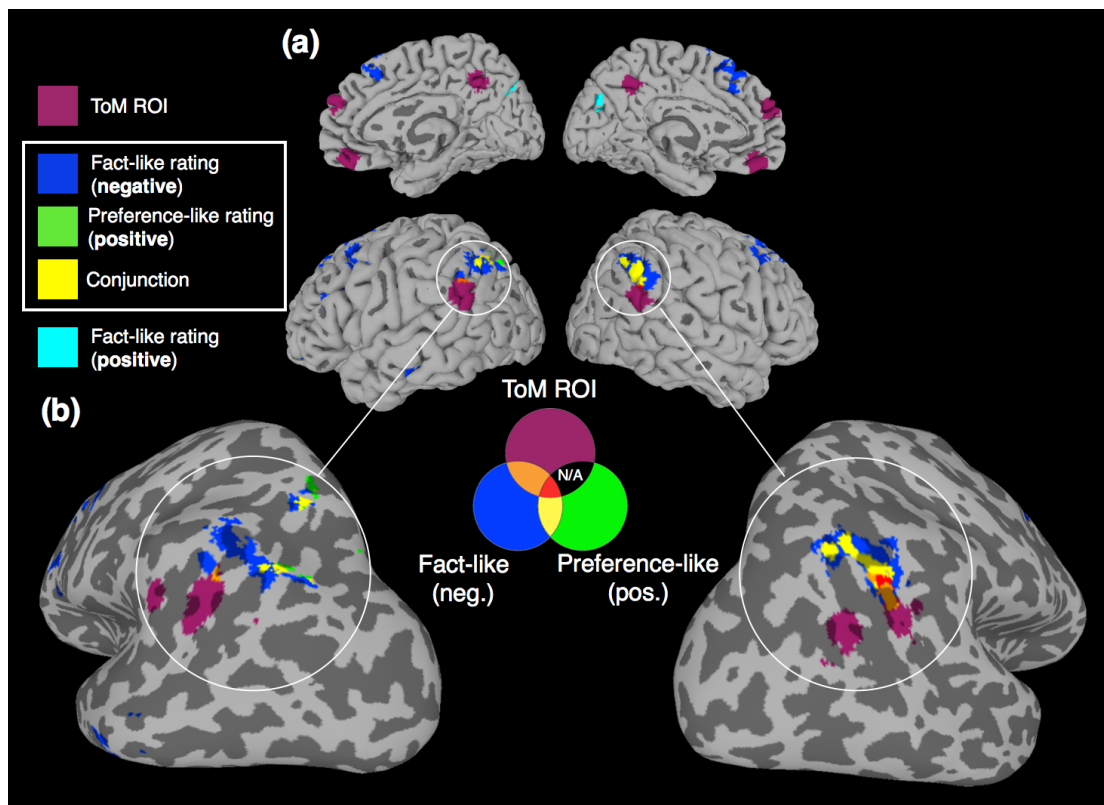 (a)
ToM ROI
Fact-like rating
(negative)
Preference-like rating
(positive)
Conjunction
Fact-like rating
(positive)
(b)
ToM ROI
N/A
Fact-like
(neg.)
Preference-like
(pos.)